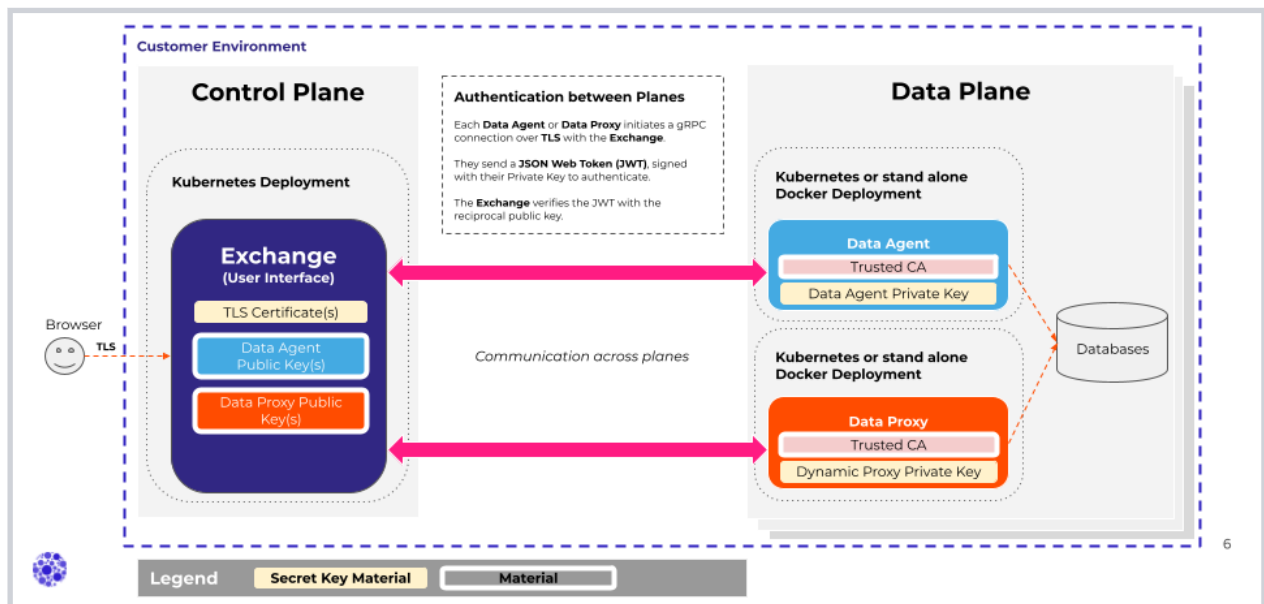 Customer Environment
Control Plane
Kubernetes Deployment
Exchange
(User Interface)
TLS Certificate(s)
Data Agent
Public Key(s)
Data Proxy Public
Key(s)
Browser
TLS
Authentication between Planes
Each Data Agent or Data Proxy initiates a gRPC
connection over TLS with the Exchange.
They send a JSON Web Token (JWT), signed
with their Private Key to authenticate.
The Exchange verifies the JWT with the
reciprocal public key.
Communication across planes
Data Plane
Kubernetes or stand alone
Docker Deployment
Data Agent
Trusted CA
Data Agent Private Key
Kubernetes or stand alone
Docker Deployment
Data Proxy
Trusted CA
Dynamic Proxy Private Key
Databases
Legend
Secret Key Material
Material
6